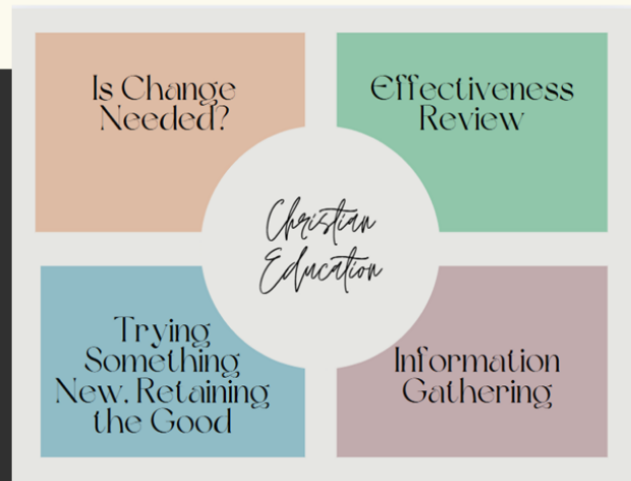 Is Change
Needed?
Effectiveness
Review
Christian
Education
Trying
Something
New, Retaining
the Good
Information
Gathering